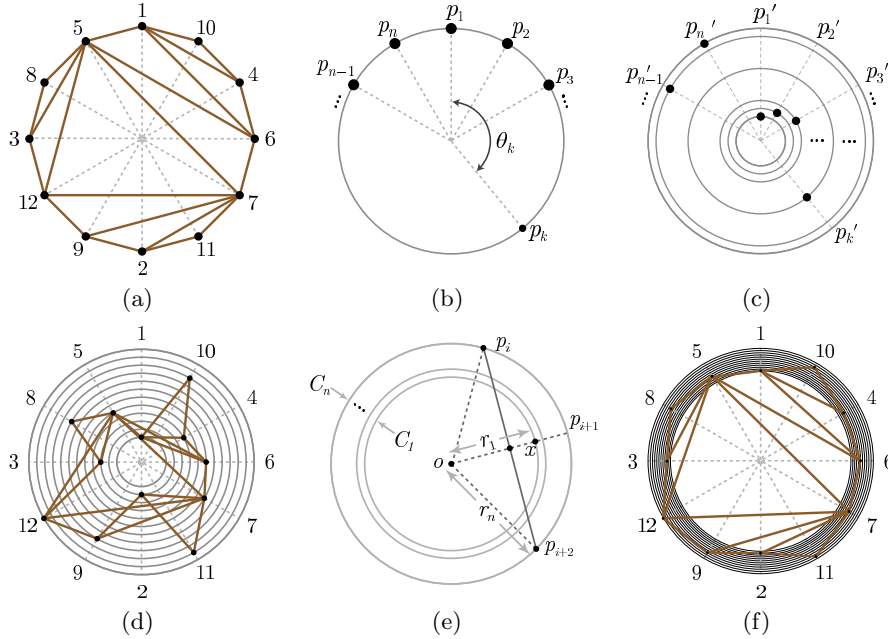 1
5
10
8
4
3
6
12
7
9
11
2
(a)
p₁
pₙ
p₂
pₙ₋₁
p₃
...
...
θₖ
pₖ
(b)
p₁′
pₙ′
p₂′
pₙ₋₁′
p₃′
...
...
... ...
pₖ′
(c)
1
5
10
8
4
3
6
12
7
9
11
2
(d)
pᵢ
Cₙ
...
pᵢ₊₁
C₁
r₁
x
o
rₙ
pᵢ₊₂
(e)
1
5
10
8
4
3
6
12
7
9
11
2
(f)